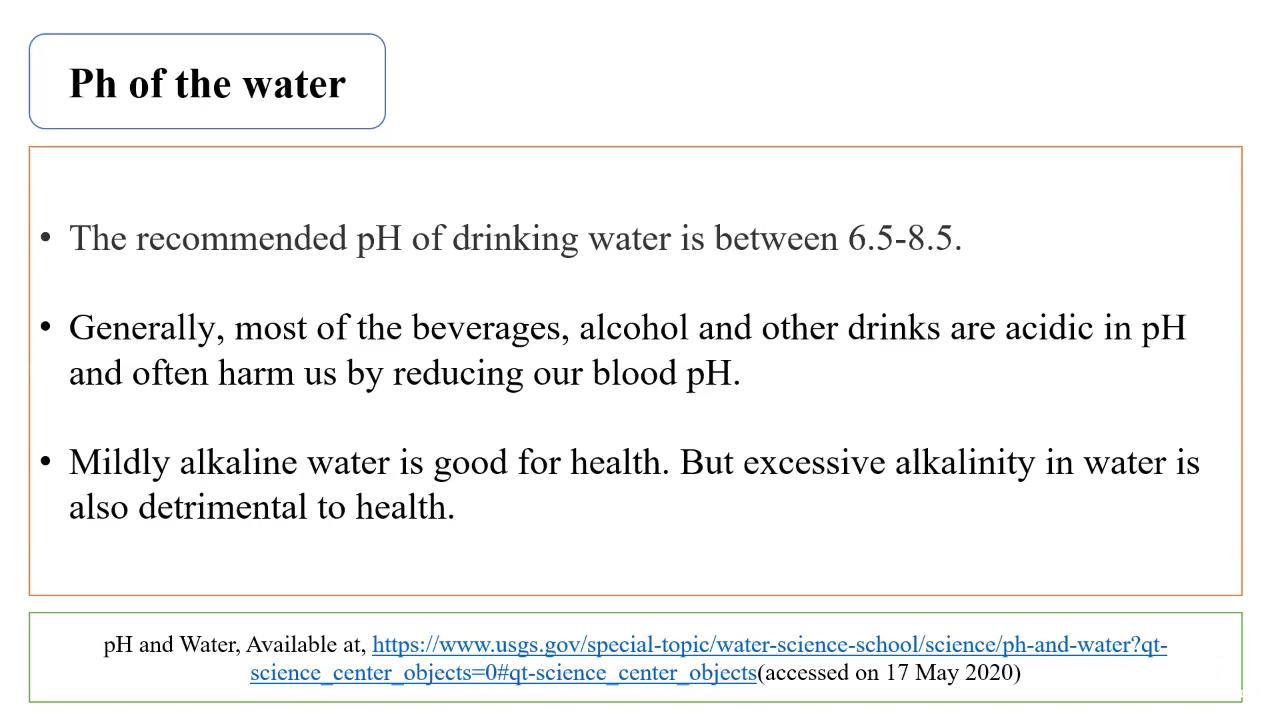 Ph of the water
• The recommended pH of drinking water is between 6.5-8.5.
• Generally, most of the beverages, alcohol and other drinks are acidic in pH
and often harm us by reducing our blood pH.
• Mildly alkaline water is good for health. But excessive alkalinity in water is
also detrimental to health.
pH and Water, Available at, https://www.usgs.gov/special-topic/water-science-school/science/ph-and-water?qt-
science_center_objects=0#qt-science_center_objects(accessed on 17 May 2020)